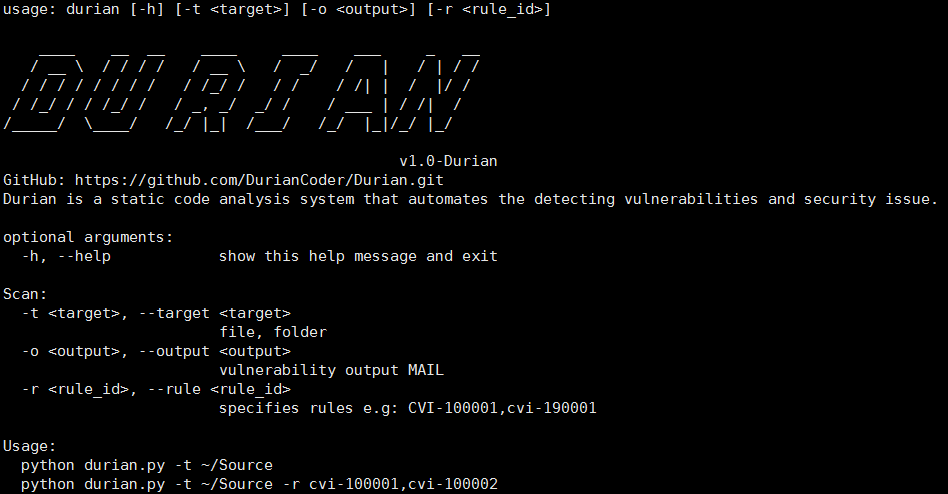 usage: durian [-h] [-t <target>] [-o <output>] [-r <rule_id>]
DURIAN
v1.0-Durian
GitHub: https://github.com/DurianCoder/Durian.git
Durian is a static code analysis system that automates the detecting vulnerabilities and security issue.
optional arguments:
-h, --help show this help message and exit
Scan:
-t <target>, --target <target>
file, folder
-o <output>, --output <output>
vulnerability output MAIL
-r <rule_id>, --rule <rule_id>
specifies rules e.g: CVI-100001,cvi-190001
Usage:
python durian.py -t ~/Source
python durian.py -t ~/Source -r cvi-100001,cvi-100002